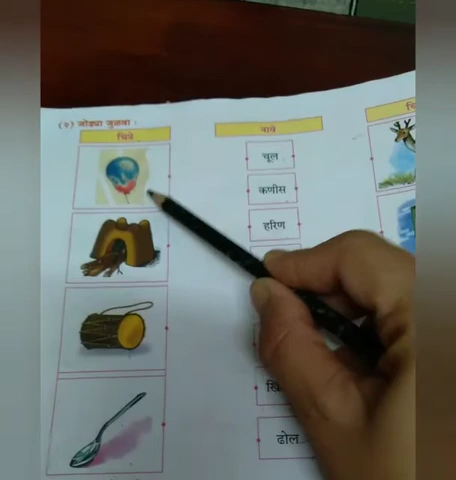 (२) जोड्या जुळवा :
चित्रे
नावे
चूल
कणीस
हरिण
ढोल